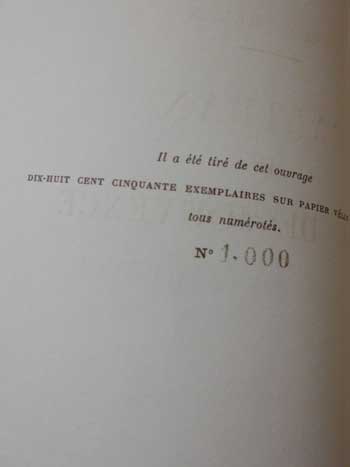 Il a été tiré de cet ouvrage
DIX-HUIT CENT CINQUANTE EXEMPLAIRES SUR PAPIER
tous numérotés.
N° 1.000